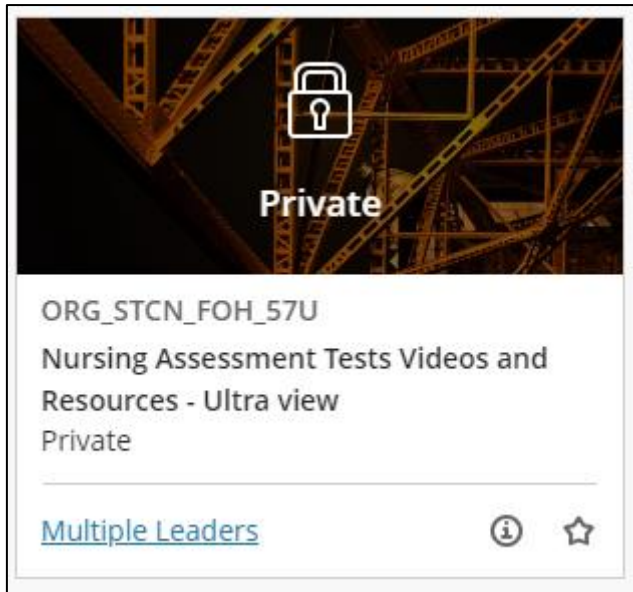 Private
ORG_STCN_FOH_57U
Nursing Assessment Tests Videos and
Resources - Ultra view
Private
Multiple Leaders